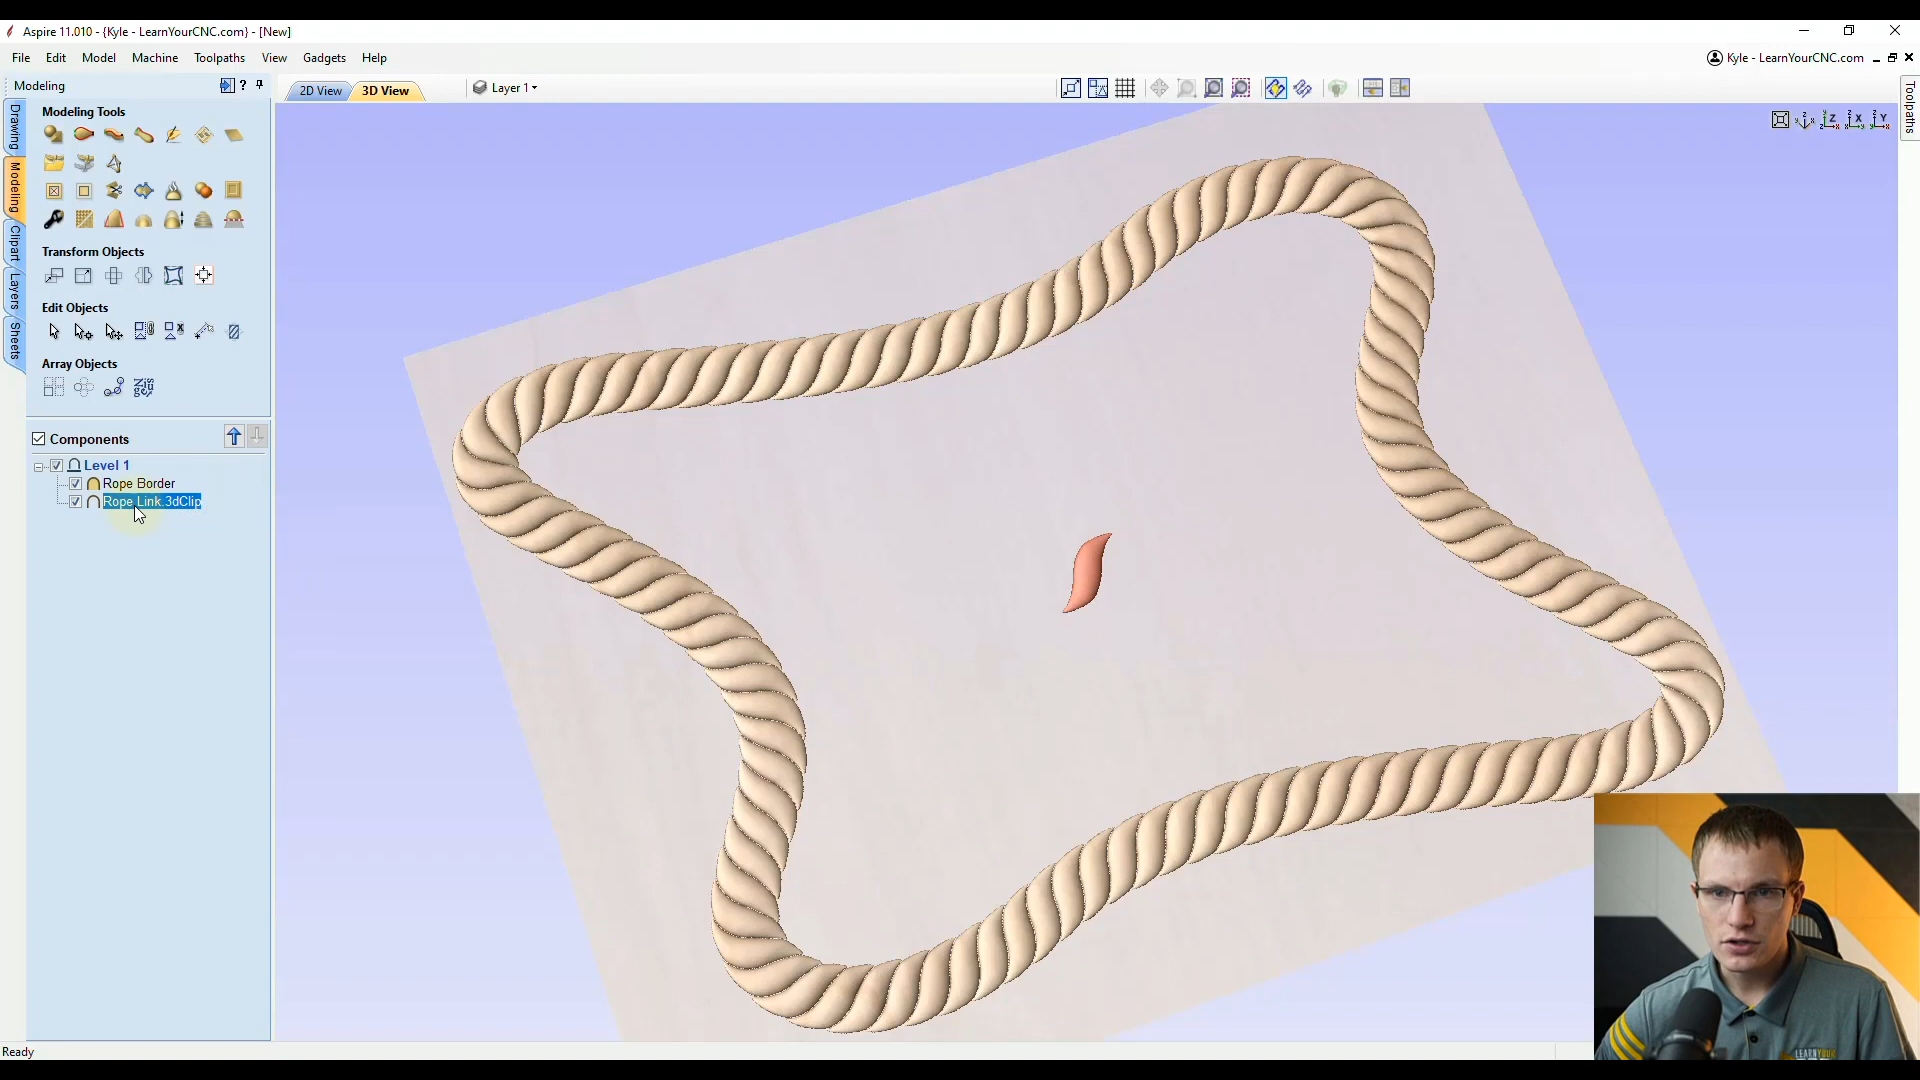 Aspire 11.010 - {Kyle - LearnYourCNC.com} - [New]
File Edit Model Machine Toolpaths View Gadgets Help
Kyle - LearnYourCNC.com
Modeling
2D View 3D View
Layer 1
Toolpaths
Drawing
Modeling
Clipart
Layers
Sheets
Modeling Tools
Transform Objects
Edit Objects
Array Objects
Components
Level 1
Rope Border
Rope Link.3dClip
Ready